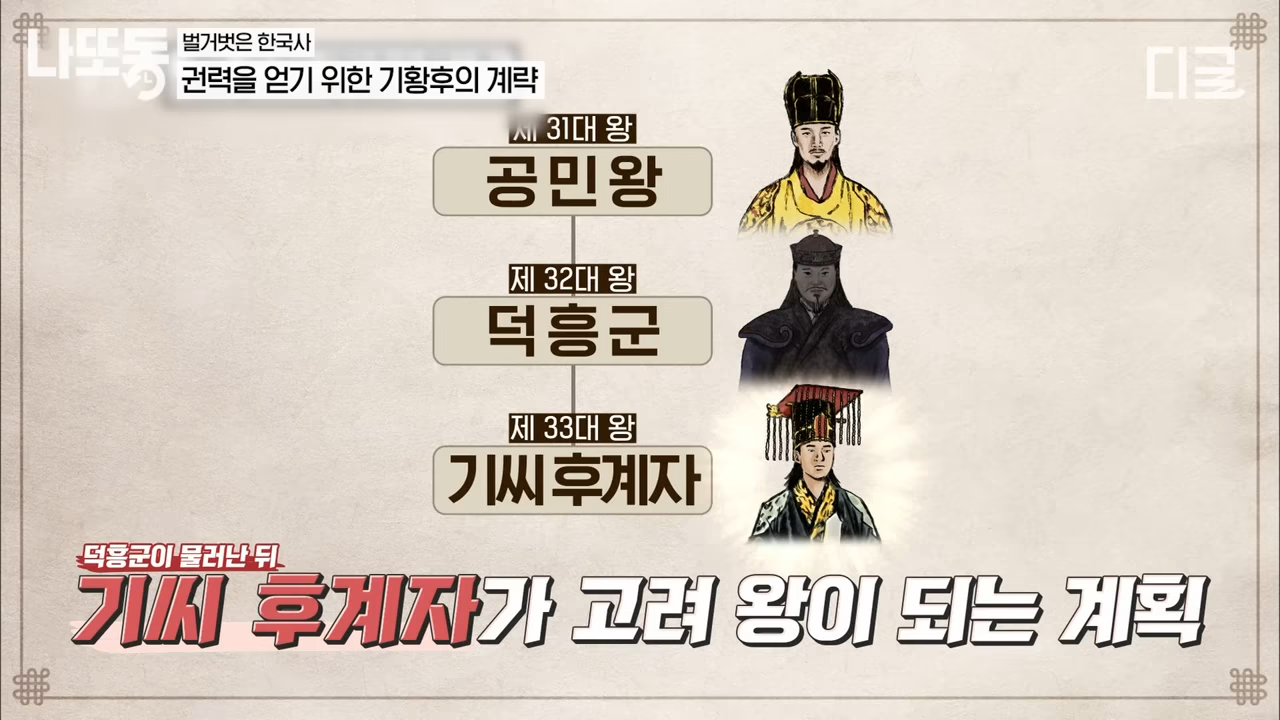 나또동
벌거벗은 한국사
권력을 얻기 위한 기황후의 계략
디글
제 31대 왕
공민왕
제 32대 왕
덕흥군
제 33대 왕
기씨 후계자
덕흥군이 물러난 뒤
기씨 후계자가 고려 왕이 되는 계획